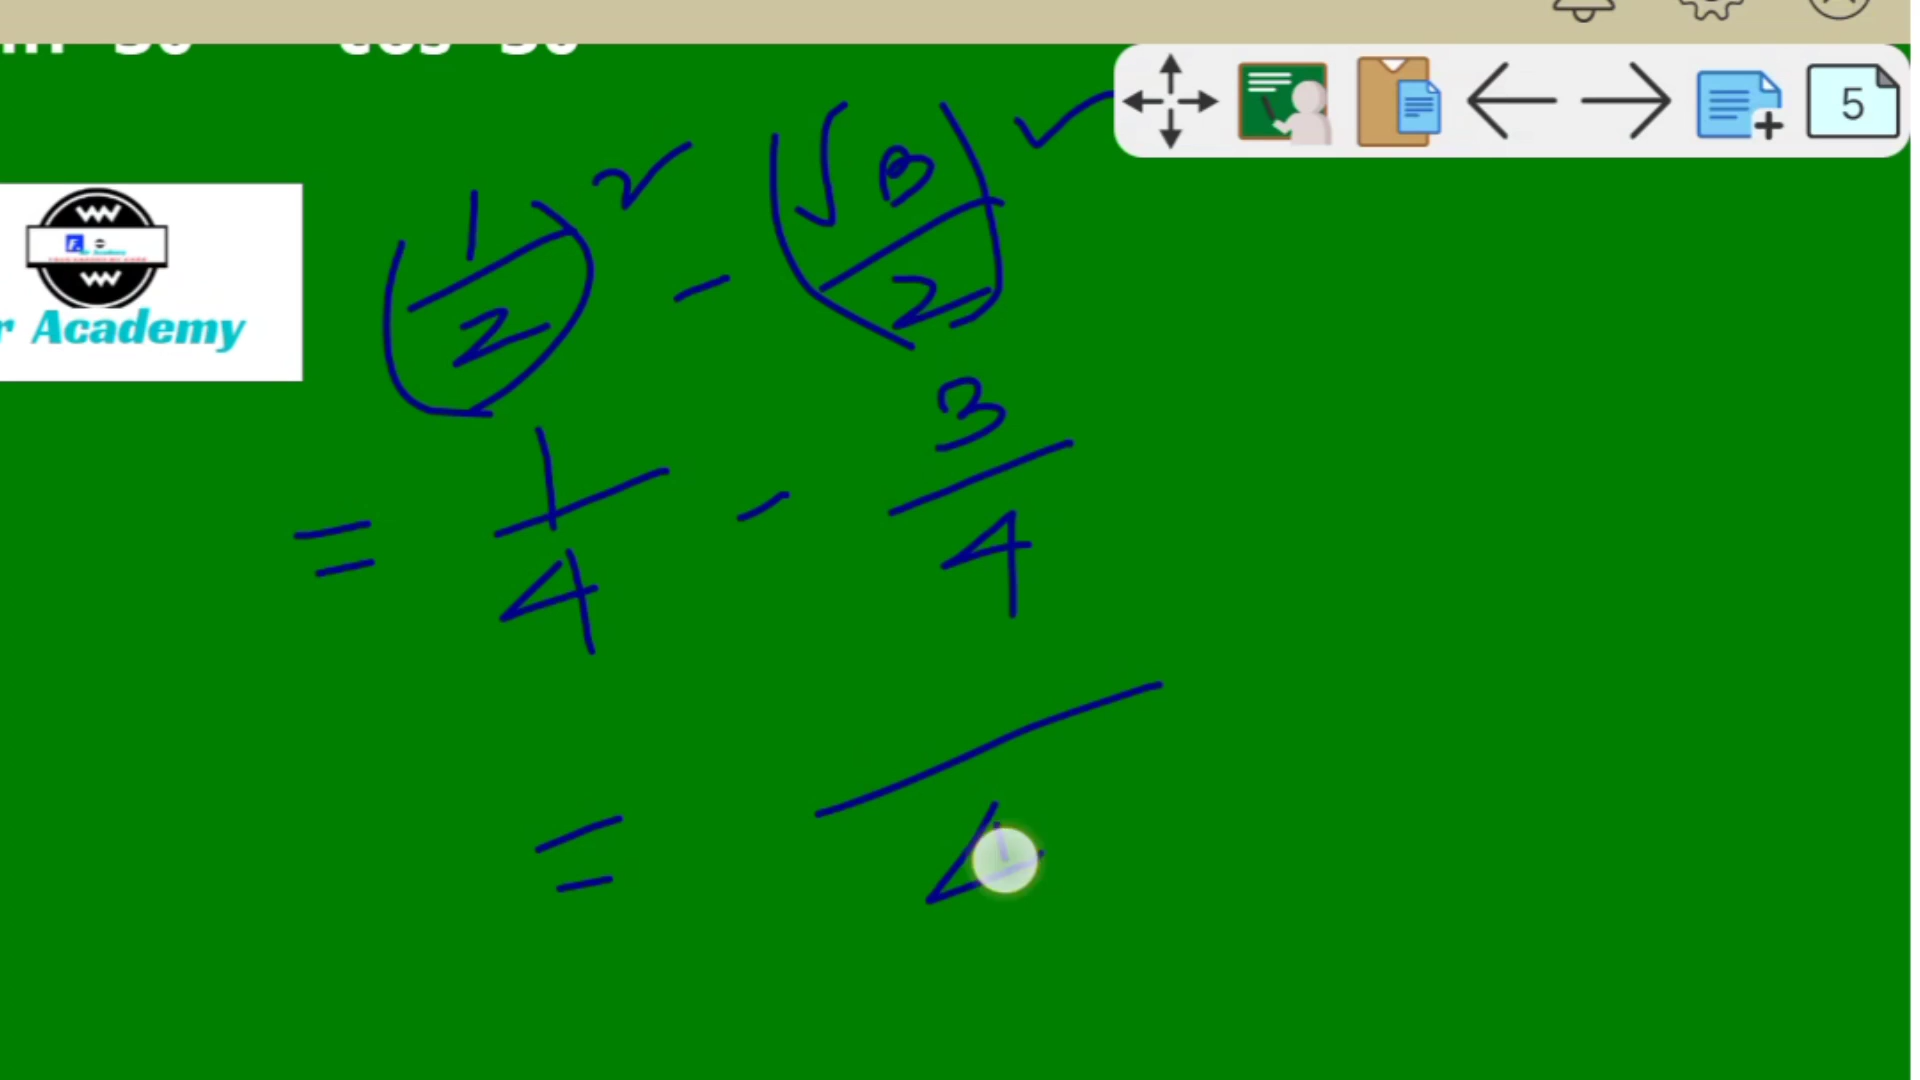 5
(1/2)² - (√3/2)²
r Academy
= 1/4 - 3/4
= /4